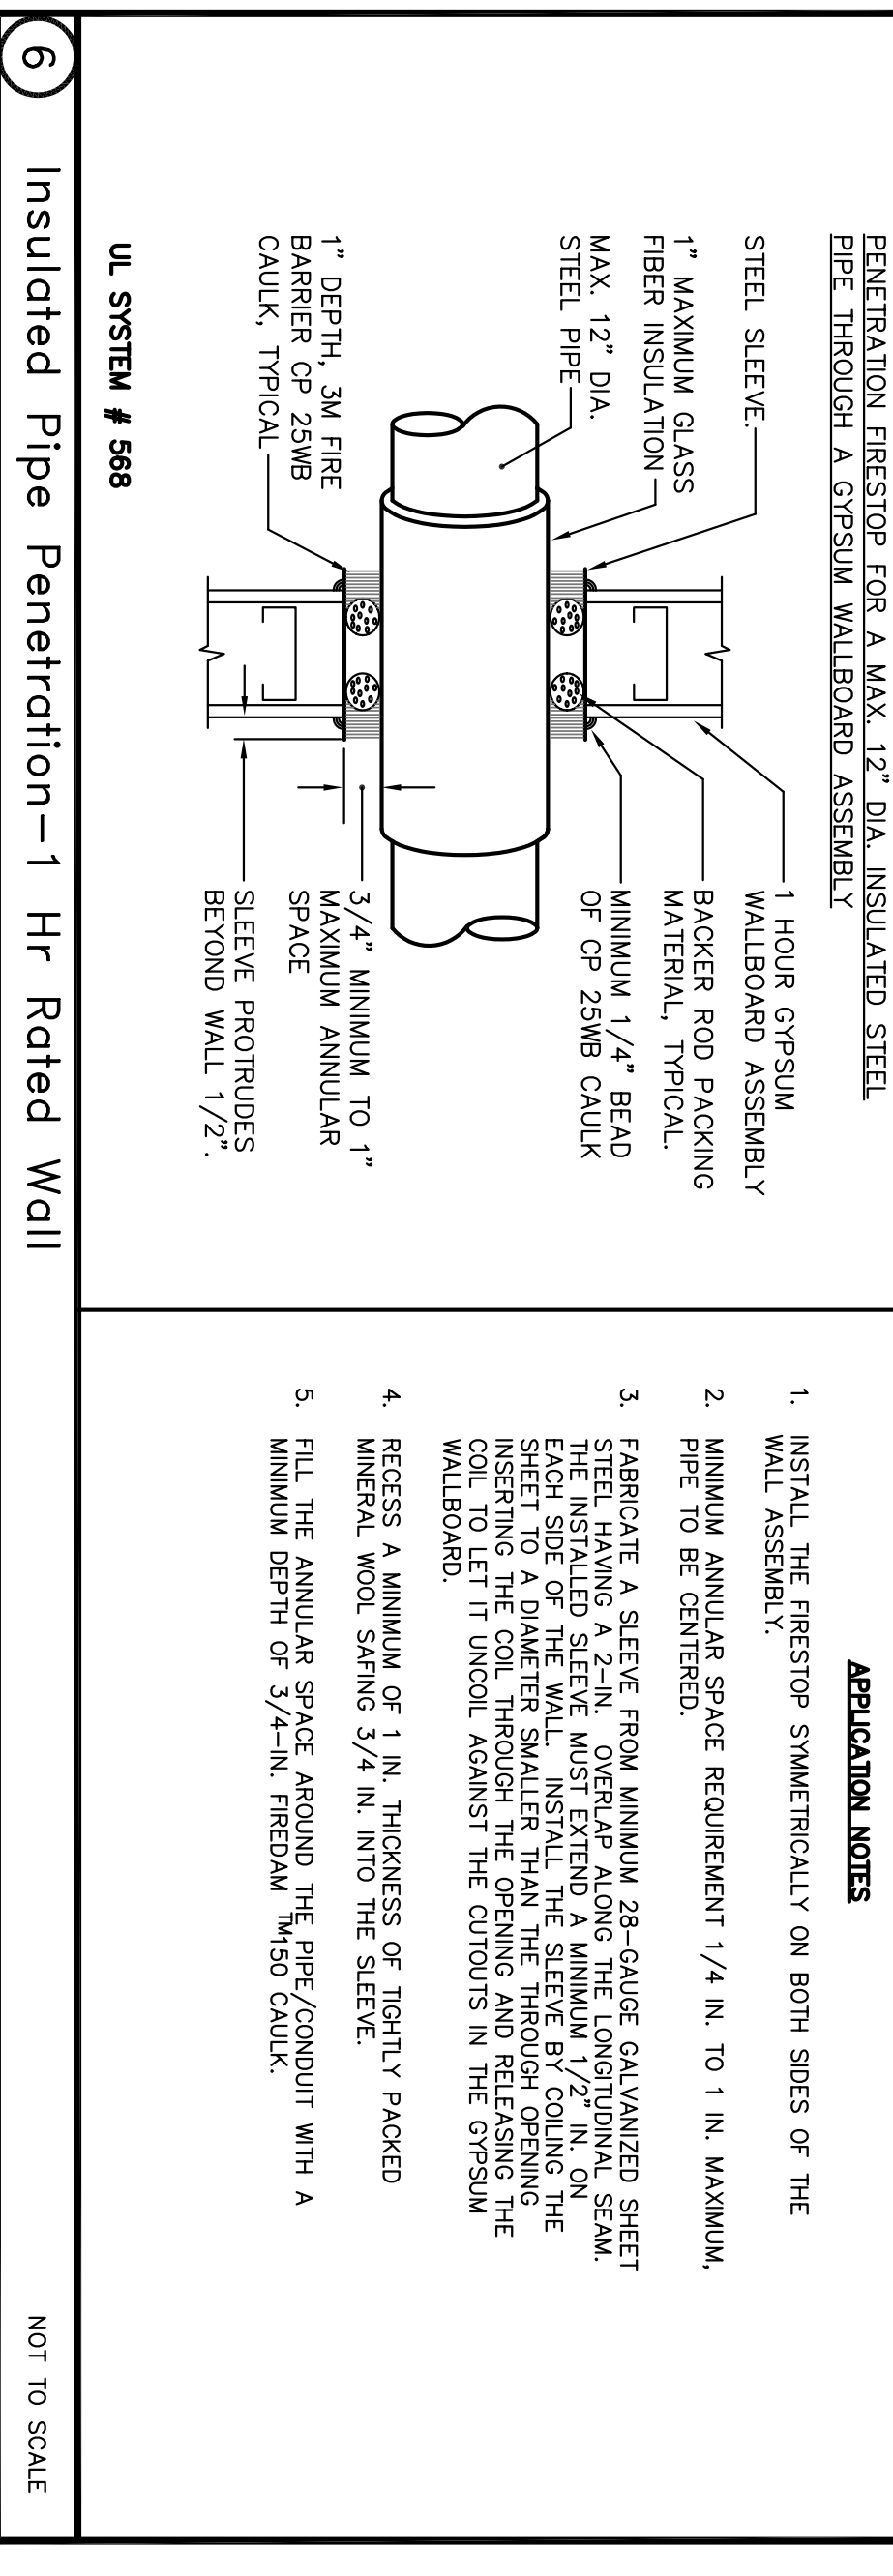 PENETRATION FIRESTOP FOR A MAX. 12" DIA. INSULATED STEEL
PIPE THROUGH A GYPSUM WALLBOARD ASSEMBLY
STEEL SLEEVE.
1" MAXIMUM GLASS
FIBER INSULATION
MAX. 12" DIA.
STEEL PIPE
1" DEPTH, 3M FIRE
BARRIER CP 25WB
CAULK, TYPICAL
UL SYSTEM # 568
1 HOUR GYPSUM
WALLBOARD ASSEMBLY
BACKER ROD PACKING
MATERIAL, TYPICAL.
MINIMUM 1/4" BEAD
OF CP 25WB CAULK
3/4" MINIMUM TO 1"
MAXIMUM ANNULAR
SPACE
SLEEVE PROTRUDES
BEYOND WALL 1/2".
APPLICATION NOTES
1. INSTALL THE FIRESTOP SYMMETRICALLY ON BOTH SIDES OF THE
WALL ASSEMBLY.
2. MINIMUM ANNULAR SPACE REQUIREMENT 1/4 IN. TO 1 IN. MAXIMUM,
PIPE TO BE CENTERED.
3. FABRICATE A SLEEVE FROM MINIMUM 28-GAUGE GALVANIZED SHEET
STEEL HAVING A 2-IN. OVERLAP ALONG THE LONGITUDINAL SEAM.
THE INSTALLED SLEEVE MUST EXTEND A MINIMUM 1/2" IN. ON
EACH SIDE OF THE WALL. INSTALL THE SLEEVE BY COILING THE
SHEET TO A DIAMETER SMALLER THAN THE THROUGH OPENING
INSERTING THE COIL THROUGH THE OPENING AND RELEASING THE
COIL TO LET IT UNCOIL AGAINST THE CUTOUTS IN THE GYPSUM
WALLBOARD.
4. RECESS A MINIMUM OF 1 IN. THICKNESS OF TIGHTLY PACKED
MINERAL WOOL SAFING 3/4 IN. INTO THE SLEEVE.
5. FILL THE ANNULAR SPACE AROUND THE PIPE/CONDUIT WITH A
MINIMUM DEPTH OF 3/4-IN. FIREDAM ™150 CAULK.
6 Insulated Pipe Penetration-1 Hr Rated Wall
NOT TO SCALE